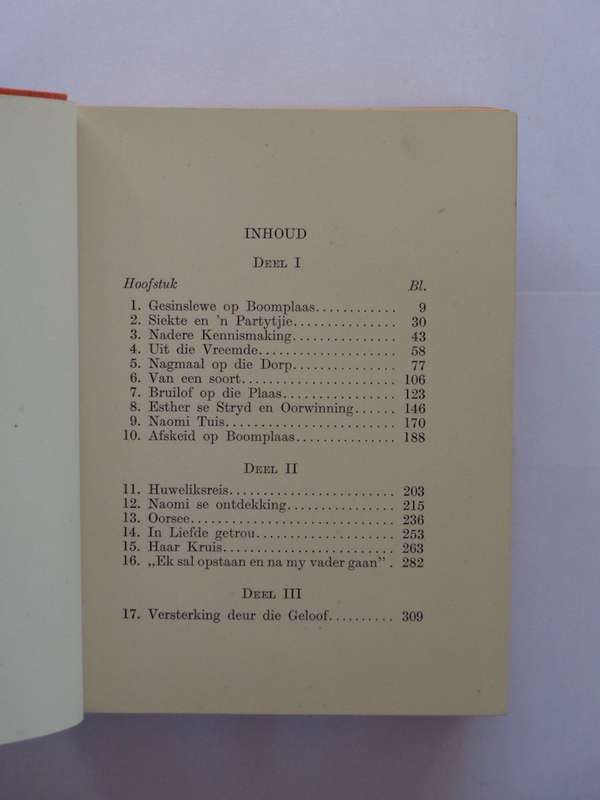 INHOUD
DEEL I
Hoofstuk Bl.
1. Gesinslewe op Boomplaas............ 9
2. Siekte en 'n Partytjie............... 30
3. Nadere Kennismaking............... 43
4. Uit die Vreemde.................... 58
5. Nagmaal op die Dorp............... 77
6. Van een soort...................... 106
7. Bruilof op die Plaas................ 123
8. Esther se Stryd en Oorwinning...... 146
9. Naomi Tuis......................... 170
10. Afskeid op Boomplaas............... 188
DEEL II
11. Huweliksreis......................... 203
12. Naomi se ontdekking................ 215
13. Oorsee............................... 236
14. In Liefde getrou..................... 253
15. Haar Kruis.......................... 263
16. „Ek sal opstaan en na my vader gaan” . 282
DEEL III
17. Versterking deur die Geloof.......... 309